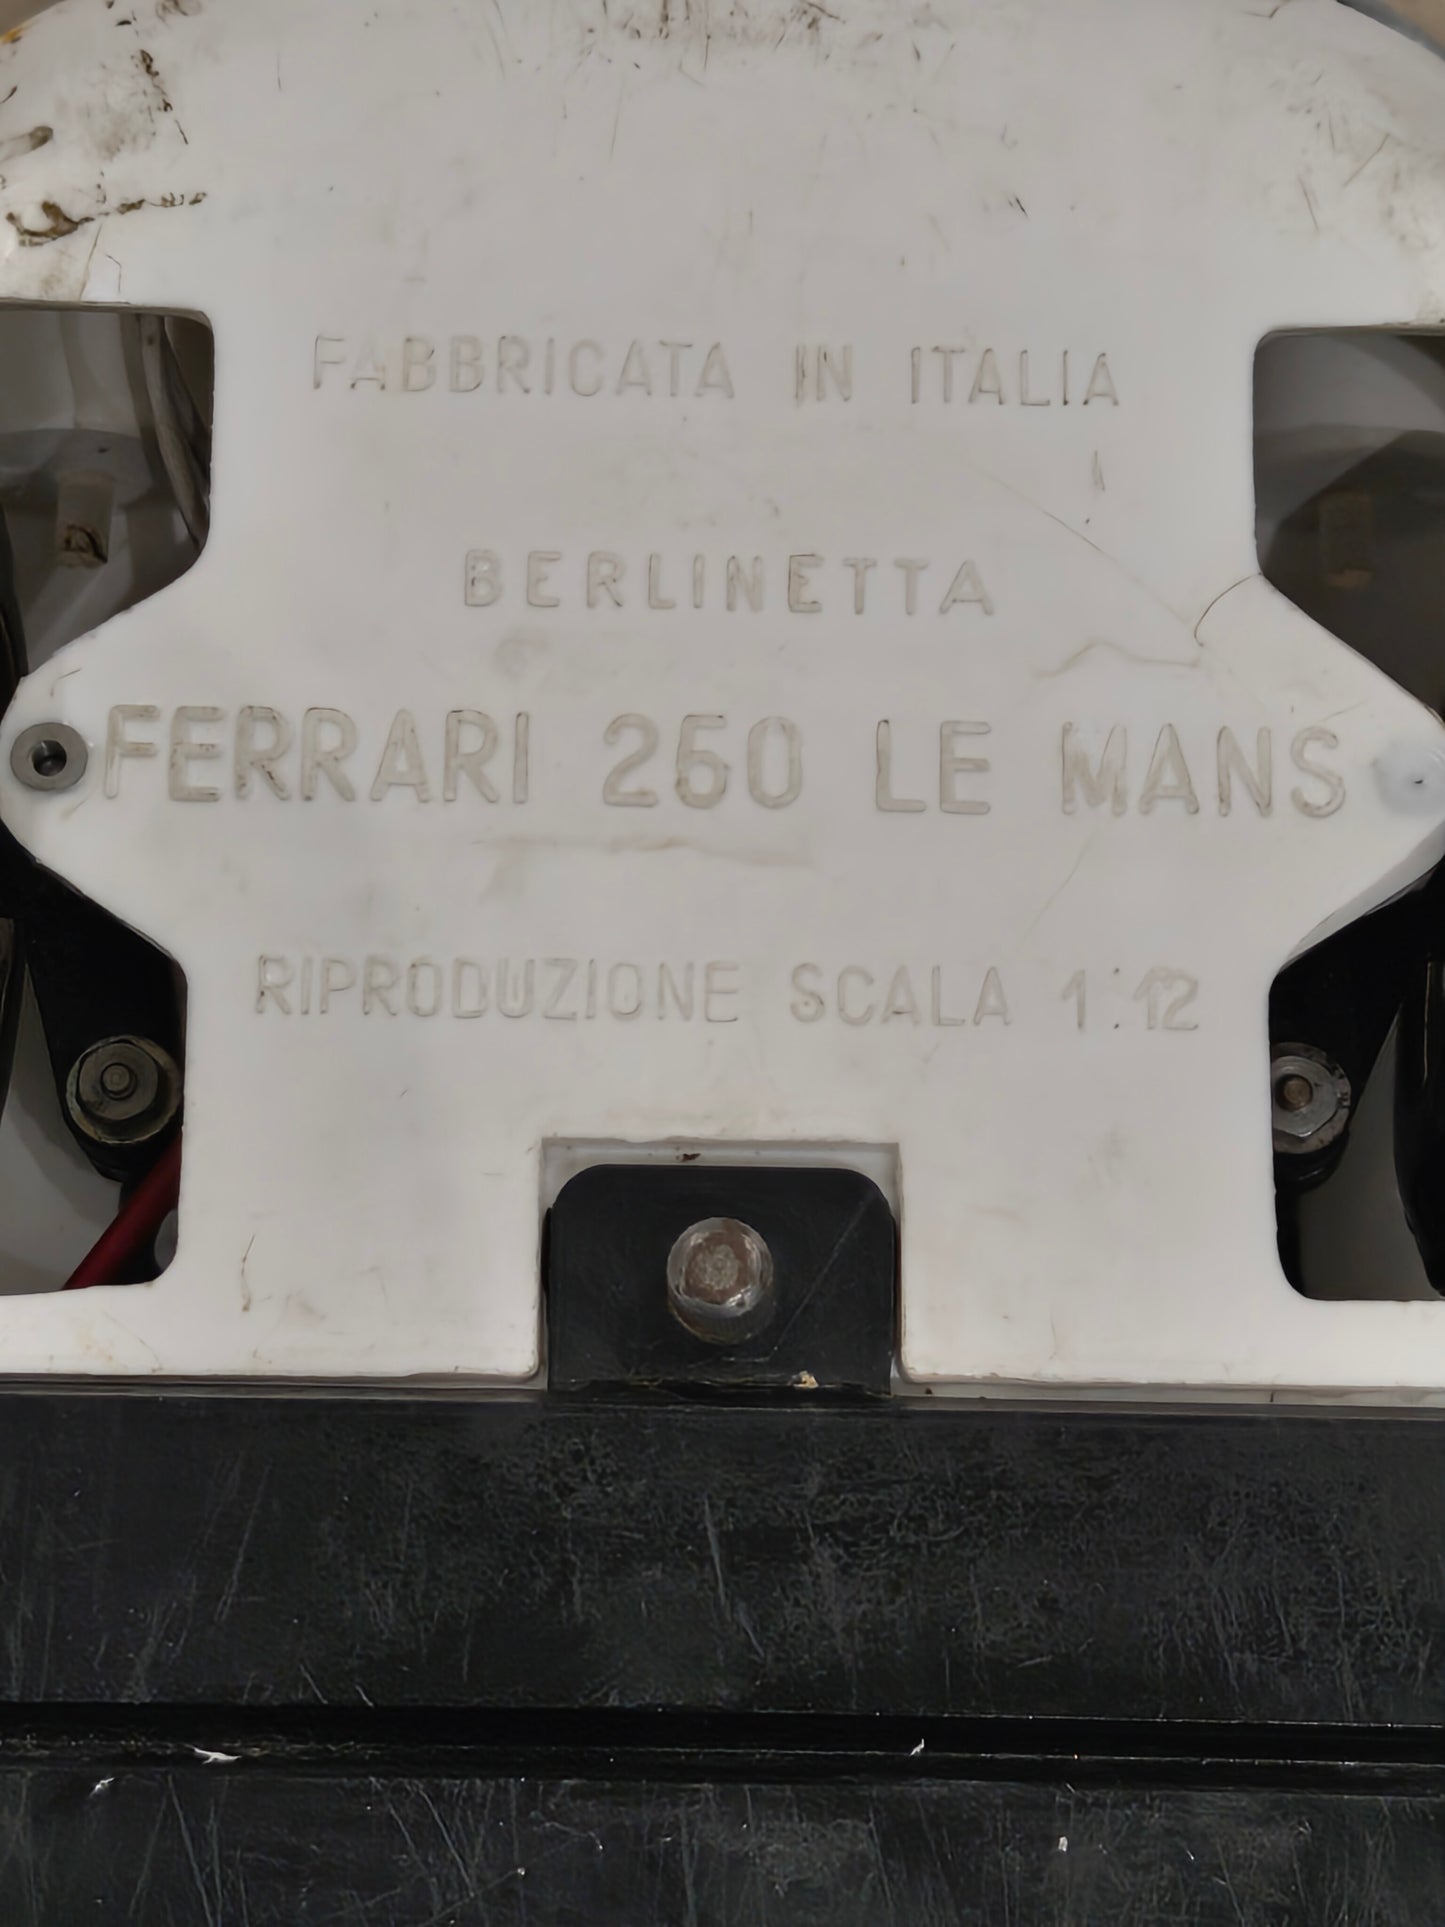 FABBRICATA IN ITALIA
BERLINETTA
FERRARI 250 LE MANS
RIPRODUZIONE SCALA 1:12